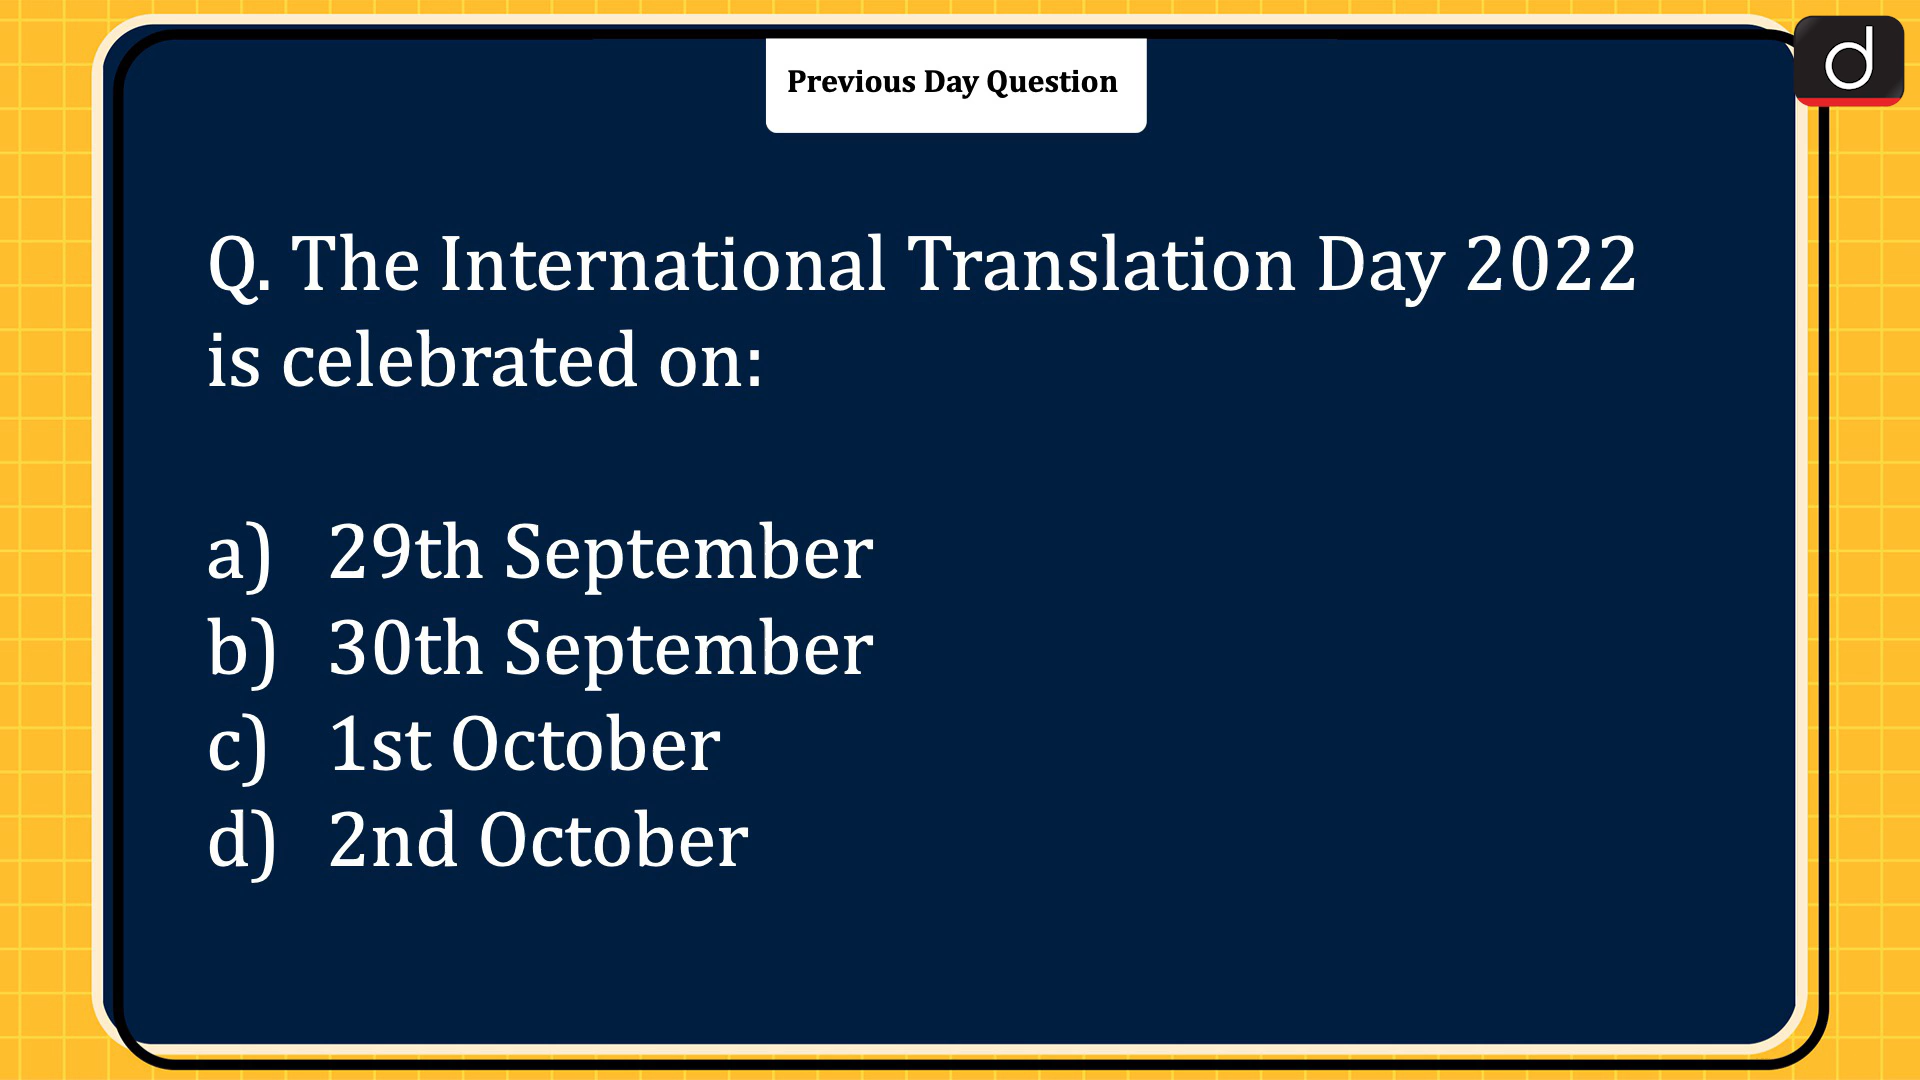 Previous Day Question
d
Q. The International Translation Day 2022
is celebrated on:
a) 29th September
b) 30th September
c) 1st October
d) 2nd October